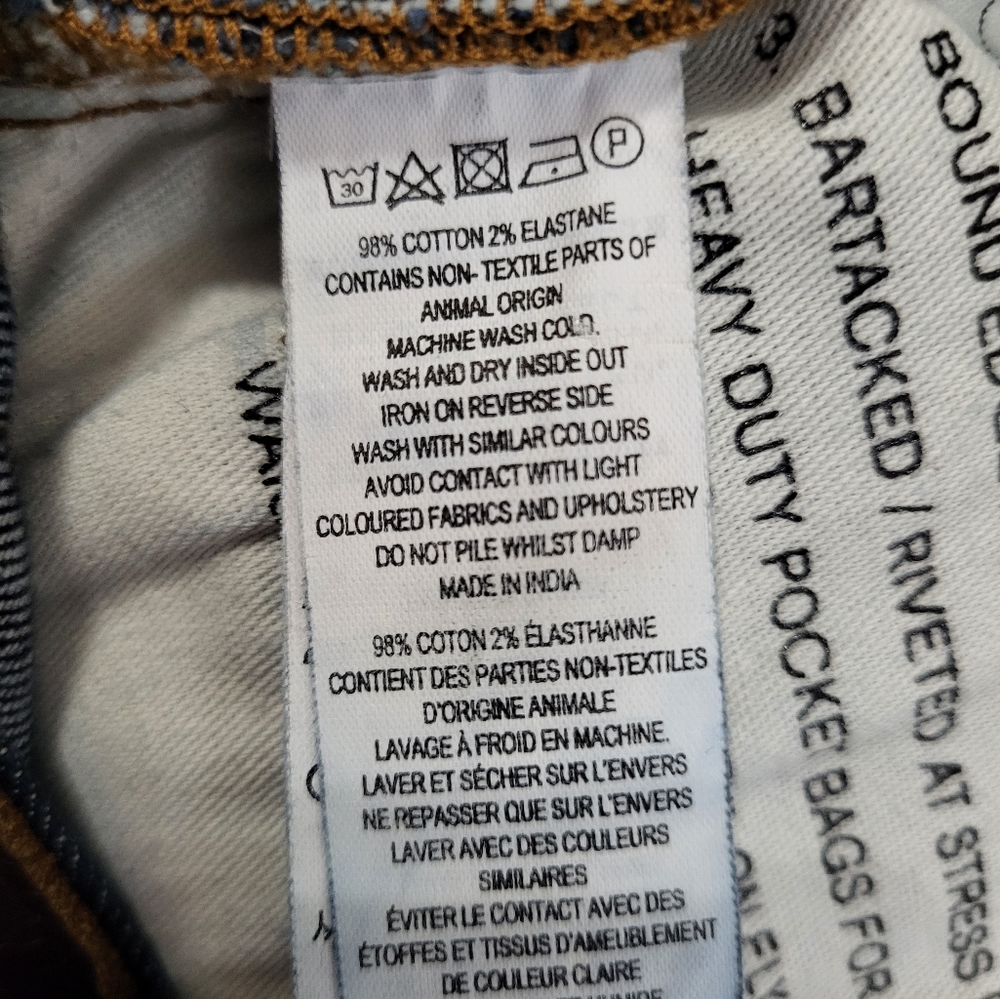 30
P
98% COTTON 2% ELASTANE
CONTAINS NON- TEXTILE PARTS OF
ANIMAL ORIGIN
MACHINE WASH COLD.
WASH AND DRY INSIDE OUT
IRON ON REVERSE SIDE
WASH WITH SIMILAR COLOURS
AVOID CONTACT WITH LIGHT
COLOURED FABRICS AND UPHOLSTERY
DO NOT PILE WHILST DAMP
MADE IN INDIA
98% COTON 2% ÉLASTHANNE
CONTIENT DES PARTIES NON-TEXTILES
D'ORIGINE ANIMALE
LAVAGE À FROID EN MACHINE.
LAVER ET SÉCHER SUR L'ENVERS
NE REPASSER QUE SUR L'ENVERS
LAVER AVEC DES COULEURS
SIMILAIRES
ÉVITER LE CONTACT AVEC DES
ÉTOFFES ET TISSUS D'AMEUBLEMENT
DE COULEUR CLAIRE
3.
BOUND
BARTACKED / RIVETED AT STRESS
HEAVY DUTY POCKET BAGS FOR
ON FLY